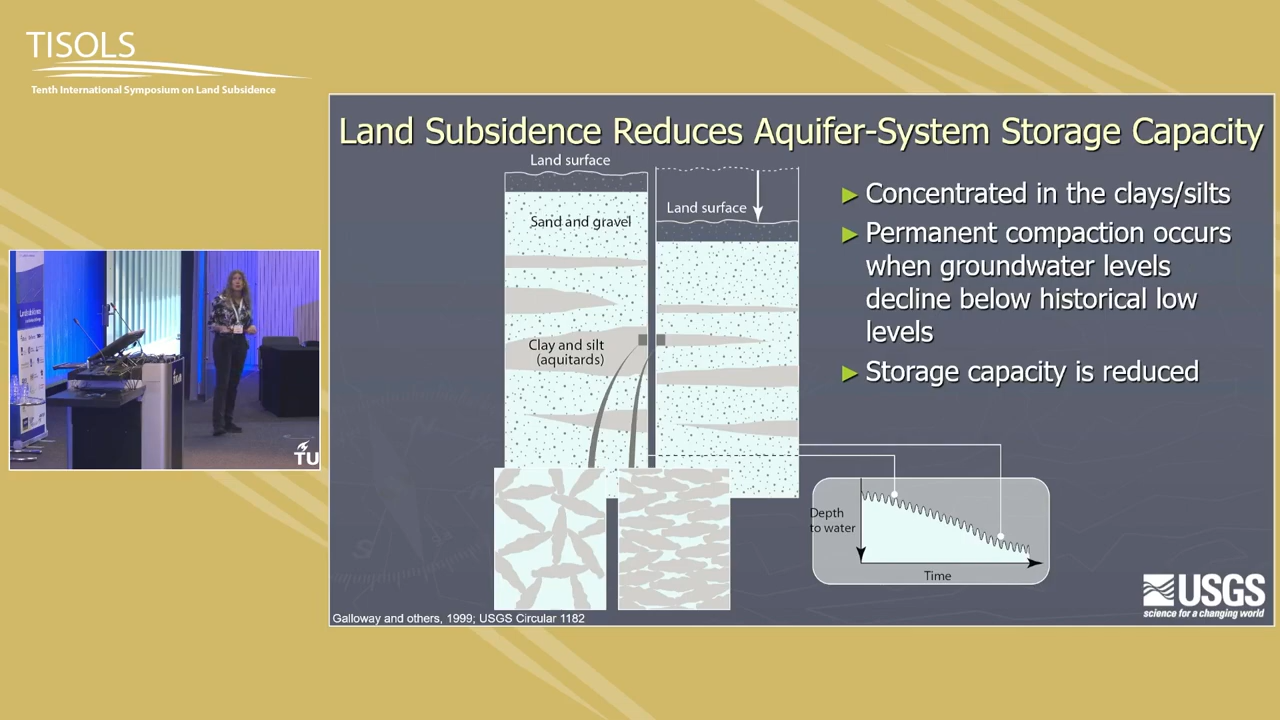 TISOLS
Tenth International Symposium on Land Subsidence
Land Subsidence Reduces Aquifer-System Storage Capacity
Land surface
Land surface
Sand and gravel
Clay and silt
(aquitards)
► Concentrated in the clays/silts
► Permanent compaction occurs
when groundwater levels
decline below historical low
levels
► Storage capacity is reduced
Depth
to water
Time
Galloway and others, 1999; USGS Circular 1182
USGS
science for a changing world
TU